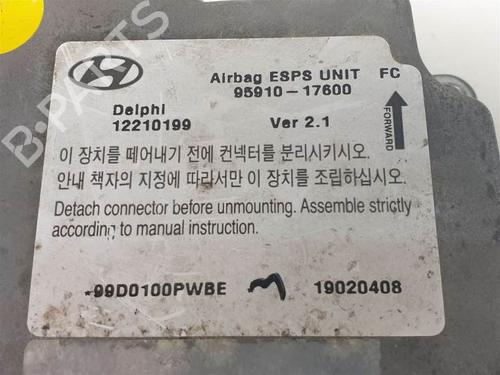 Airbag ESPS UNIT FC
95910-17600
Delphi
12210199
Ver 2.1
FORWARD
이 장치를 떼어내기 전에 컨넥터를 분리시키시오.
안내 책자의 지정에 따라서만 이 장치를 조립하십시오.
Detach connector before unmounting. Assemble strictly
according to manual instruction.
99D0100PWBE
19020408
B-PARTS